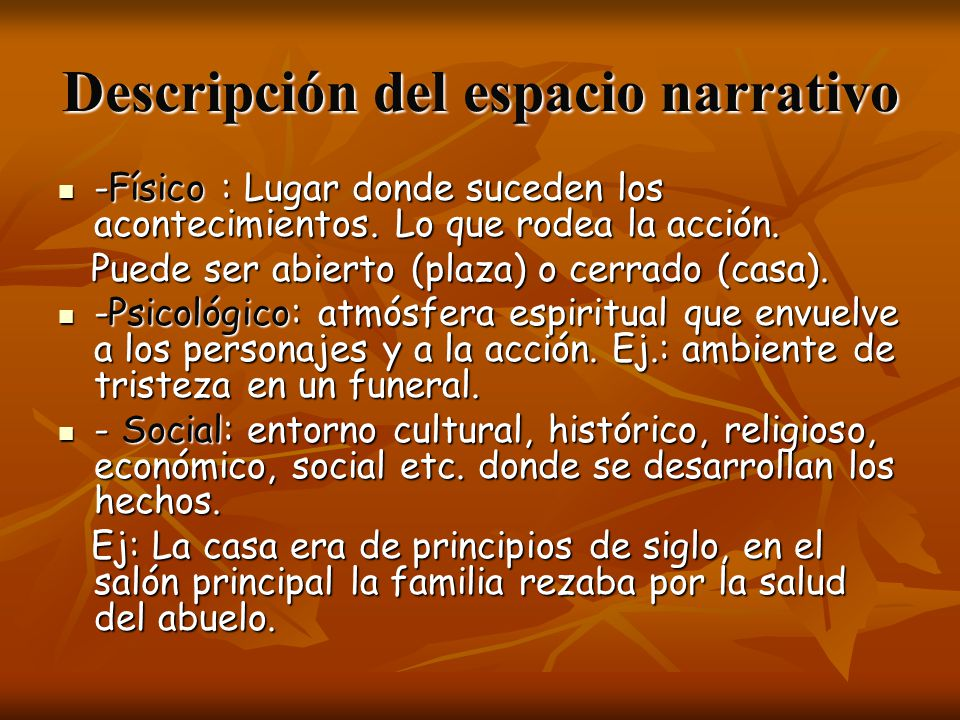 Descripción del espacio narrativo
-Físico : Lugar donde suceden los
acontecimientos. Lo que rodea la acción.
Puede ser abierto (plaza) o cerrado (casa).
-Psicológico: atmósfera espiritual que envuelve
a los personajes y a la acción. Ej.: ambiente de
tristeza en un funeral.
- Social: entorno cultural, histórico, religioso,
económico, social etc. donde se desarrollan los
hechos.
Ej: La casa era de principios de siglo, en el
salón principal la familia rezaba por la salud
del abuelo.